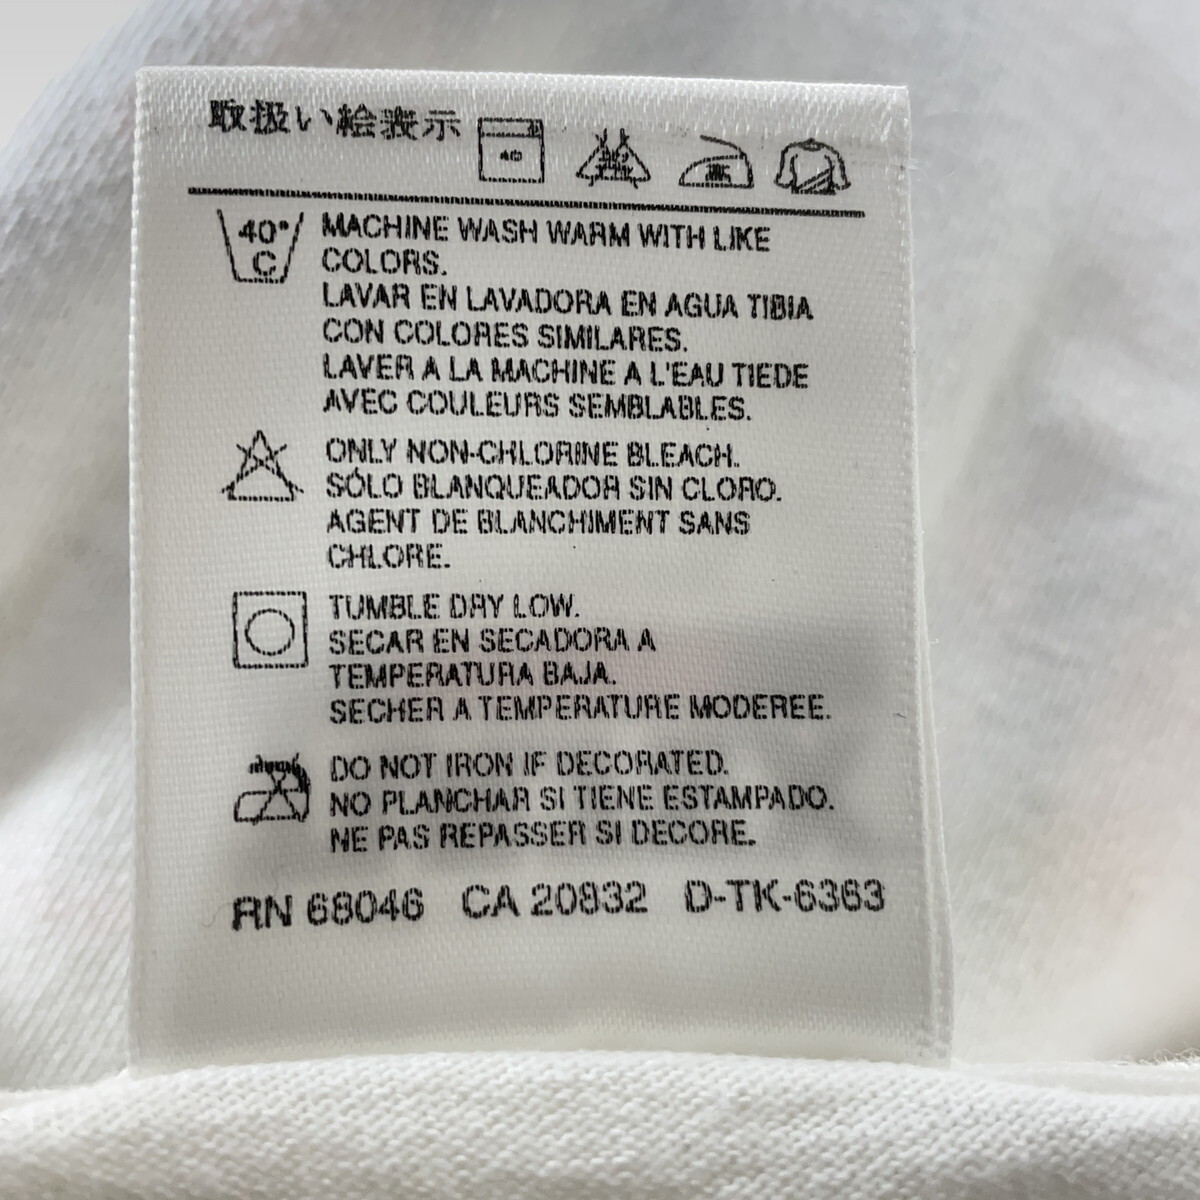 取扱い絵表示
40
40°
C
MACHINE WASH WARM WITH LIKE
COLORS.
LAVAR EN LAVADORA EN AGUA TIBIA
CON COLORES SIMILARES.
LAVER A LA MACHINE A L'EAU TIEDE
AVEC COULEURS SEMBLABLES.
ONLY NON-CHLORINE BLEACH.
SÓLO BLANQUEADOR SIN CLORO.
AGENT DE BLANCHIMENT SANS
CHLORE.
TUMBLE DRY LOW.
SECAR EN SECADORA A
TEMPERATURA BAJA.
SECHER A TEMPERATURE MODEREE.
DO NOT IRON IF DECORATED.
NO PLANCHAR SI TIENE ESTAMPADO.
NE PAS REPASSER SI DECORE.
RN 68046 CA 20832 D-TK-6363